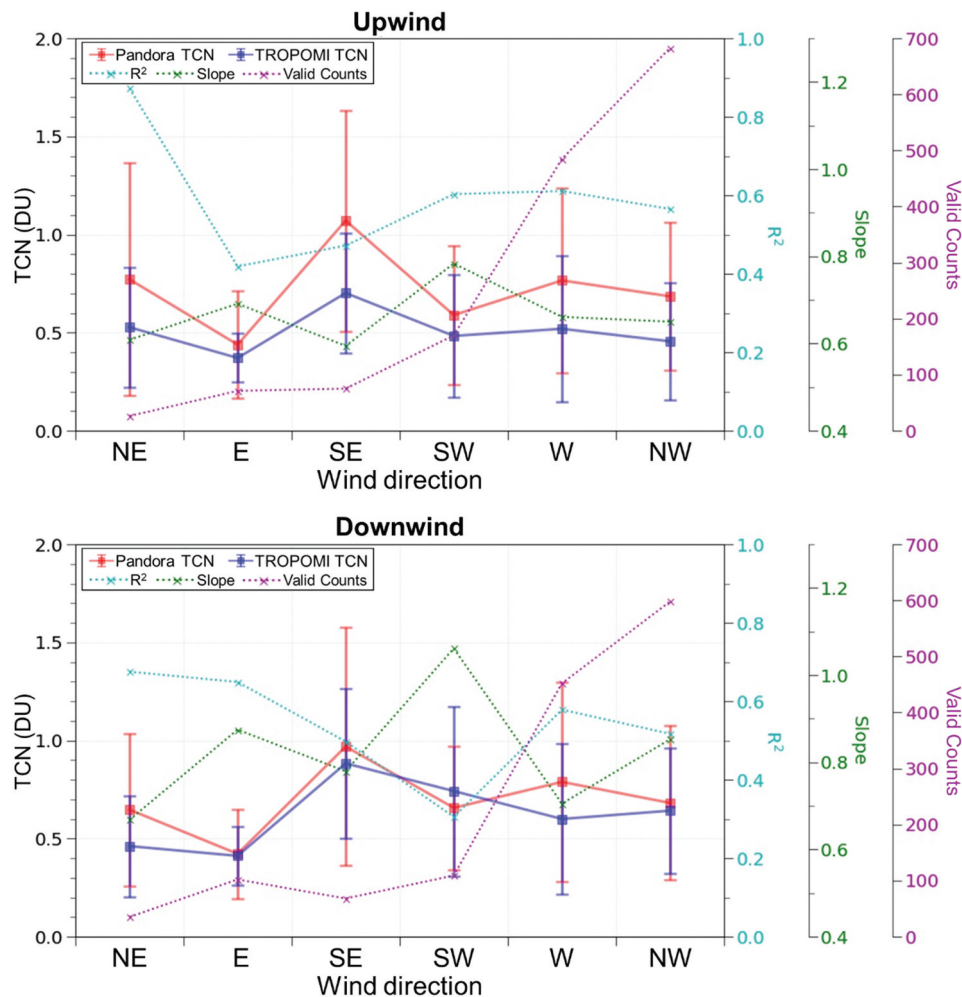 Upwind
Pandora TCN TROPOMI TCN
R² Slope Valid Counts
2.0
1.5
1.0
0.5
0.0
TCN (DU)
1.0
0.8
0.6
0.4
0.2
0.0
R²
1.2
1.0
0.8
0.6
0.4
Slope
700
600
500
400
300
200
100
0
Valid Counts
NE E SE SW W NW
Wind direction
Downwind
Pandora TCN TROPOMI TCN
R² Slope Valid Counts
2.0
1.5
1.0
0.5
0.0
TCN (DU)
1.0
0.8
0.6
0.4
0.2
0.0
R²
1.2
1.0
0.8
0.6
0.4
Slope
700
600
500
400
300
200
100
0
Valid Counts
NE E SE SW W NW
Wind direction